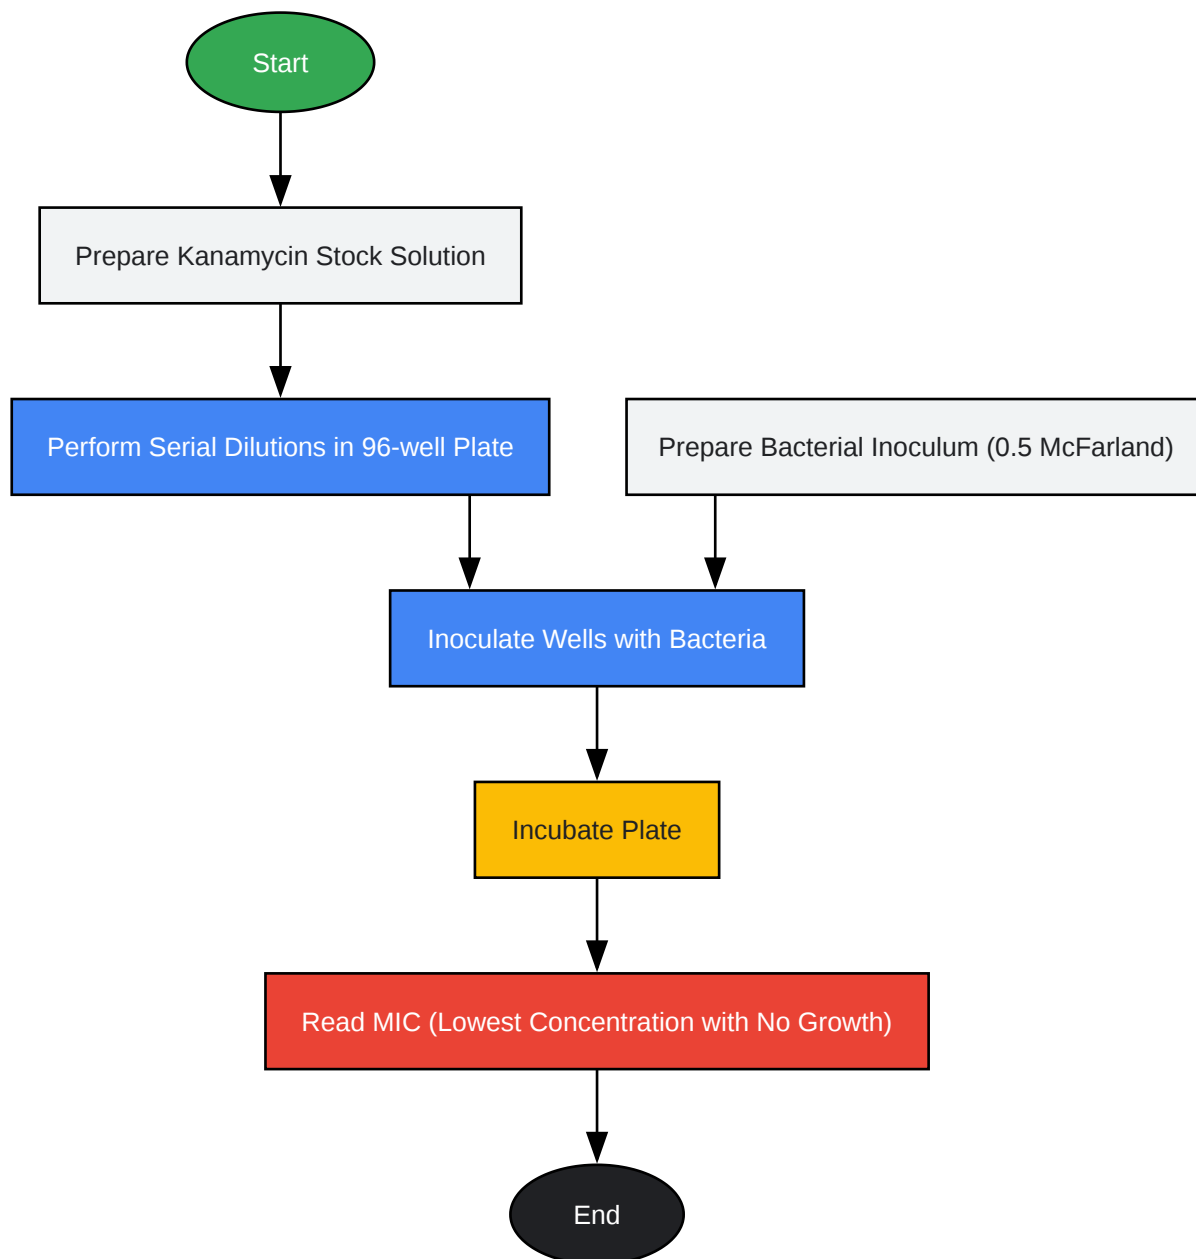 Start
Prepare Kanamycin Stock Solution
Perform Serial Dilutions in 96-well Plate
Prepare Bacterial Inoculum (0.5 McFarland)
Inoculate Wells with Bacteria
Incubate Plate
Read MIC (Lowest Concentration with No Growth)
End